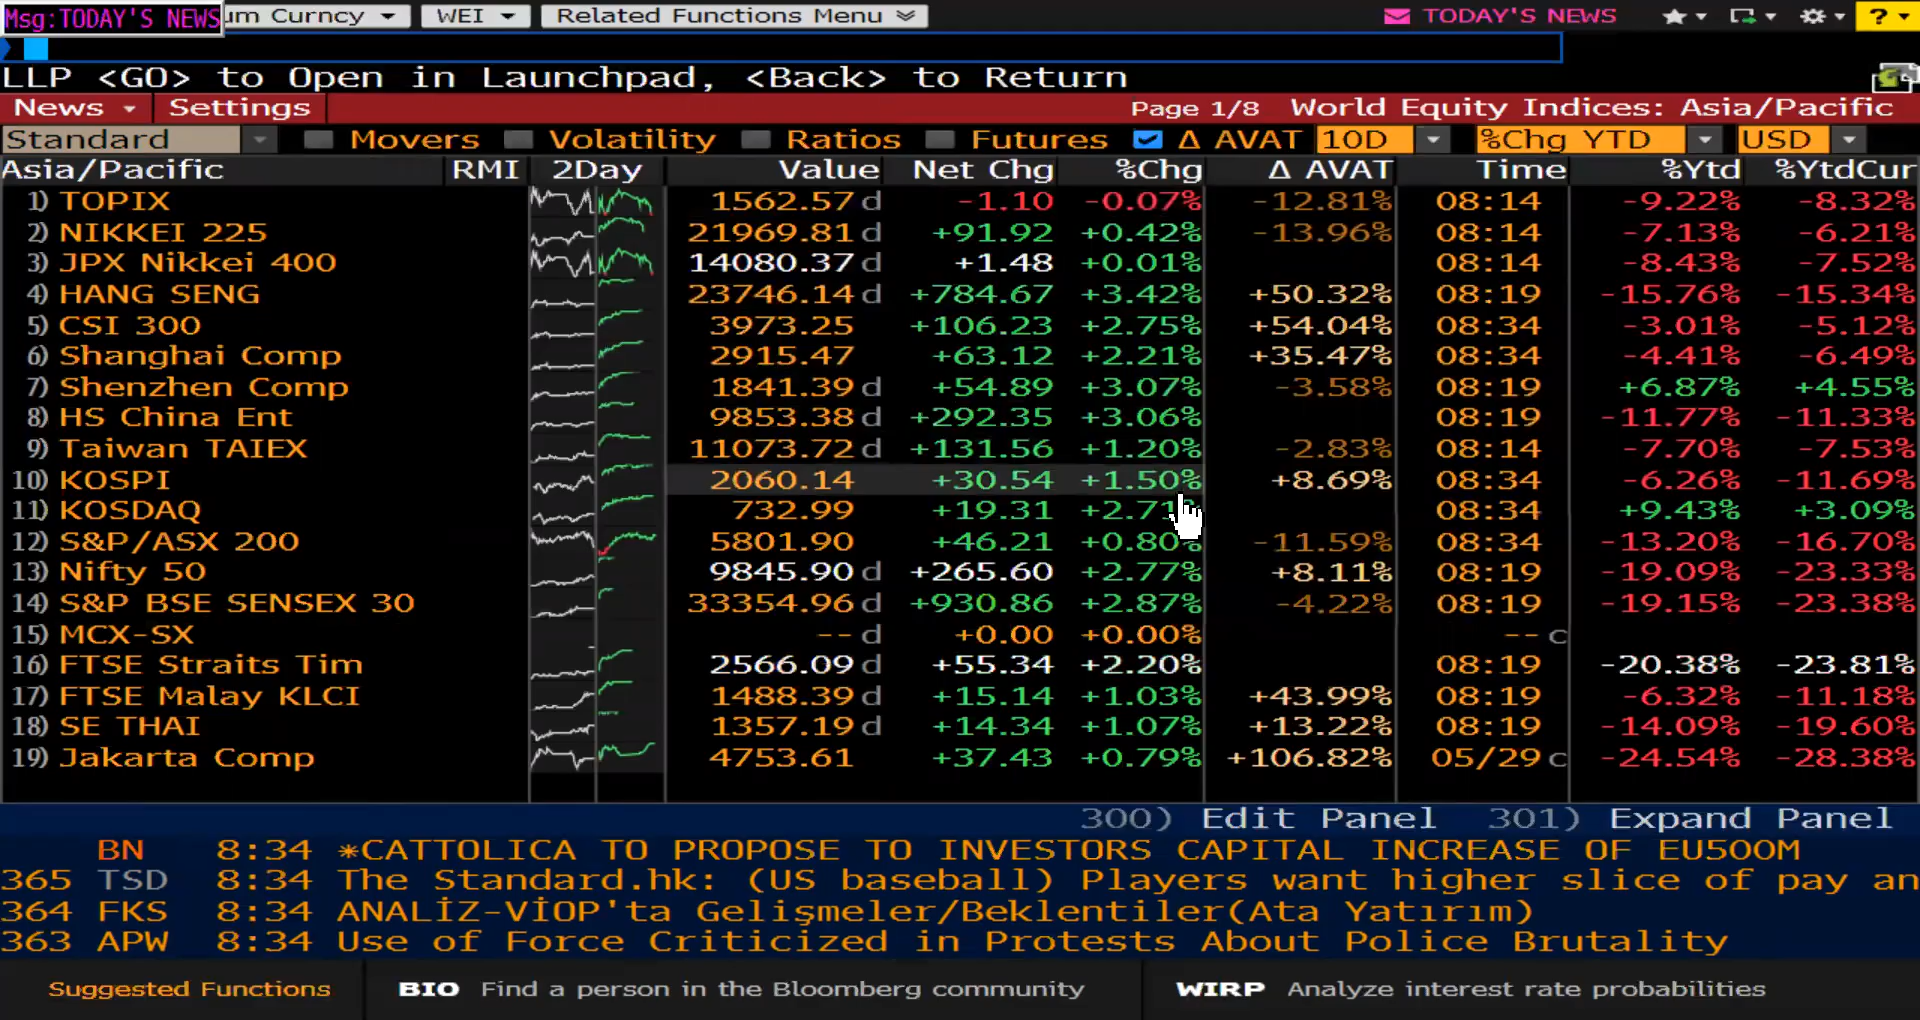 Msg:TODAY'S NEWS um Curncy WEI Related Functions Menu TODAY'S NEWS ?
LLP <GO> to Open in Launchpad, <Back> to Return
News Settings Page 1/8 World Equity Indices: Asia/Pacific
Standard Movers Volatility Ratios Futures Δ AVAT 10D %Chg YTD USD
Asia/Pacific RMI 2Day Value Net Chg %Chg Δ AVAT Time %Ytd %YtdCur
1) TOPIX 1562.57 d -1.10 -0.07% -12.81% 08:14 -9.22% -8.32%
2) NIKKEI 225 21969.81 d +91.92 +0.42% -13.96% 08:14 -7.13% -6.21%
3) JPX Nikkei 400 14080.37 d +1.48 +0.01% 08:14 -8.43% -7.52%
4) HANG SENG 23746.14 d +784.67 +3.42% +50.32% 08:19 -15.76% -15.34%
5) CSI 300 3973.25 +106.23 +2.75% +54.04% 08:34 -3.01% -5.12%
6) Shanghai Comp 2915.47 +63.12 +2.21% +35.47% 08:34 -4.41% -6.49%
7) Shenzhen Comp 1841.39 d +54.89 +3.07% -3.58% 08:19 +6.87% +4.55%
8) HS China Ent 9853.38 d +292.35 +3.06% 08:19 -11.77% -11.33%
9) Taiwan TAIEX 11073.72 d +131.56 +1.20% -2.83% 08:14 -7.70% -7.53%
10) KOSPI 2060.14 +30.54 +1.50% +8.69% 08:34 -6.26% -11.69%
11) KOSDAQ 732.99 +19.31 +2.71 08:34 +9.43% +3.09%
12) S&P/ASX 200 5801.90 +46.21 +0.80% -11.59% 08:34 -13.20% -16.70%
13) Nifty 50 9845.90 d +265.60 +2.77% +8.11% 08:19 -19.09% -23.33%
14) S&P BSE SENSEX 30 33354.96 d +930.86 +2.87% -4.22% 08:19 -19.15% -23.38%
15) MCX-SX -- d +0.00 +0.00% -- c
16) FTSE Straits Tim 2566.09 d +55.34 +2.20% 08:19 -20.38% -23.81%
17) FTSE Malay KLCI 1488.39 d +15.14 +1.03% +43.99% 08:19 -6.32% -11.18%
18) SE THAI 1357.19 d +14.34 +1.07% +13.22% 08:19 -14.09% -19.60%
19) Jakarta Comp 4753.61 +37.43 +0.79% +106.82% 05/29 c -24.54% -28.38%
300) Edit Panel 301) Expand Panel
BN 8:34 *CATTOLICA TO PROPOSE TO INVESTORS CAPITAL INCREASE OF EU500M
365 TSD 8:34 The Standard.hk: (US baseball) Players want higher slice of pay an
364 FKS 8:34 ANALİZ-VİOP'ta Gelişmeler/Beklentiler(Ata Yatırım)
363 APW 8:34 Use of Force Criticized in Protests About Police Brutality
Suggested Functions BIO Find a person in the Bloomberg community WIRP Analyze interest rate probabilities